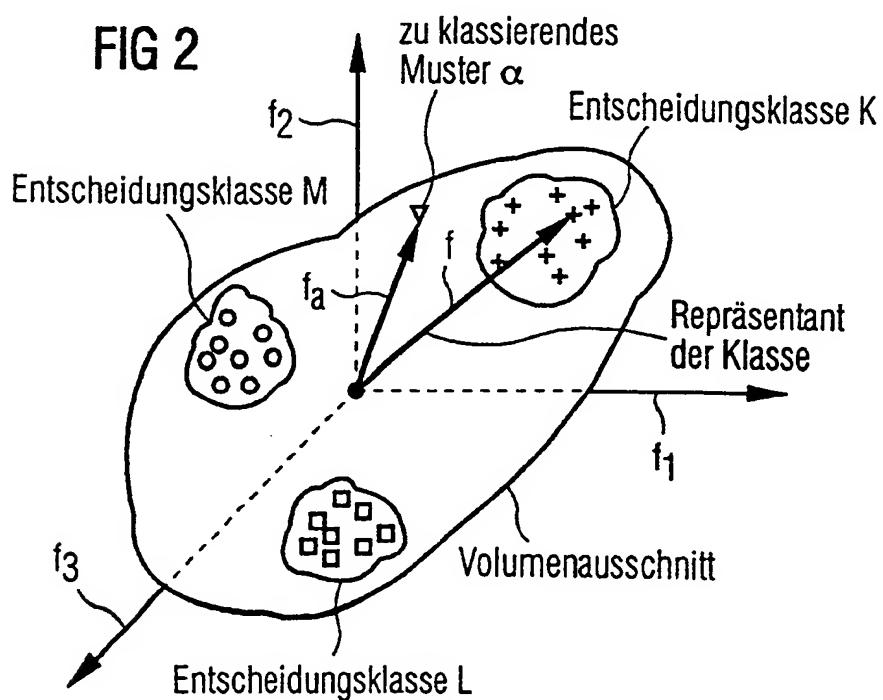 FIG 2
zu klassierendes
Muster α
f2
Entscheidungsklasse K
Entscheidungsklasse M
f
fa
Repräsentant
der Klasse
f1
Volumenausschnitt
f3
Entscheidungsklasse L